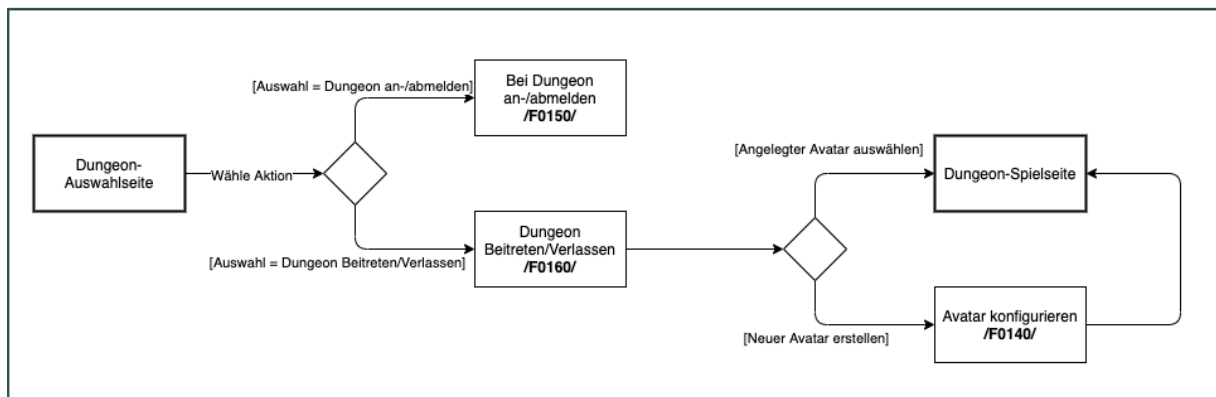 Dungeon-
Auswahlseite
Wähle Aktion
[Auswahl = Dungeon an-/abmelden]
Bei Dungeon
an-/abmelden
/F0150/
[Auswahl = Dungeon Beitreten/Verlassen]
Dungeon
Beitreten/Verlassen
/F0160/
[Angelegter Avatar auswählen]
Dungeon-Spielseite
[Neuer Avatar erstellen]
Avatar konfigurieren
/F0140/